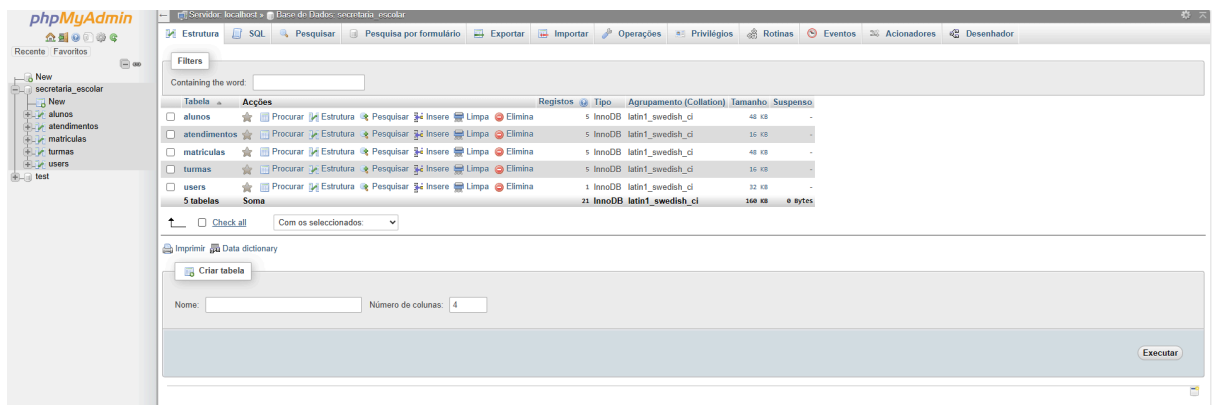 phpMyAdmin
Recente Favoritos
New
secretaria_escolar
New
alunos
atendimentos
matriculas
turmas
users
test
Servidor: localhost » Base de Dados: secretaria_escolar
Estrutura SQL Pesquisar Pesquisa por formulário Exportar Importar Operações Privilégios Rotinas Eventos Acionadores Desenhador
Filters
Containing the word:
Tabela Acções Registos Tipo Agrupamento (Collation) Tamanho Suspenso
alunos Procurar Estrutura Pesquisar Insere Limpa Elimina 5 InnoDB latin1_swedish_ci 48 KB -
atendimentos Procurar Estrutura Pesquisar Insere Limpa Elimina 5 InnoDB latin1_swedish_ci 16 KB -
matriculas Procurar Estrutura Pesquisar Insere Limpa Elimina 5 InnoDB latin1_swedish_ci 48 KB -
turmas Procurar Estrutura Pesquisar Insere Limpa Elimina 5 InnoDB latin1_swedish_ci 16 KB -
users Procurar Estrutura Pesquisar Insere Limpa Elimina 1 InnoDB latin1_swedish_ci 32 KB -
5 tabelas Soma 21 InnoDB latin1_swedish_ci 160 KB 0 Bytes
Check all Com os seleccionados:
Imprimir Data dictionary
Criar tabela
Nome: Número de colunas: 4
Executar